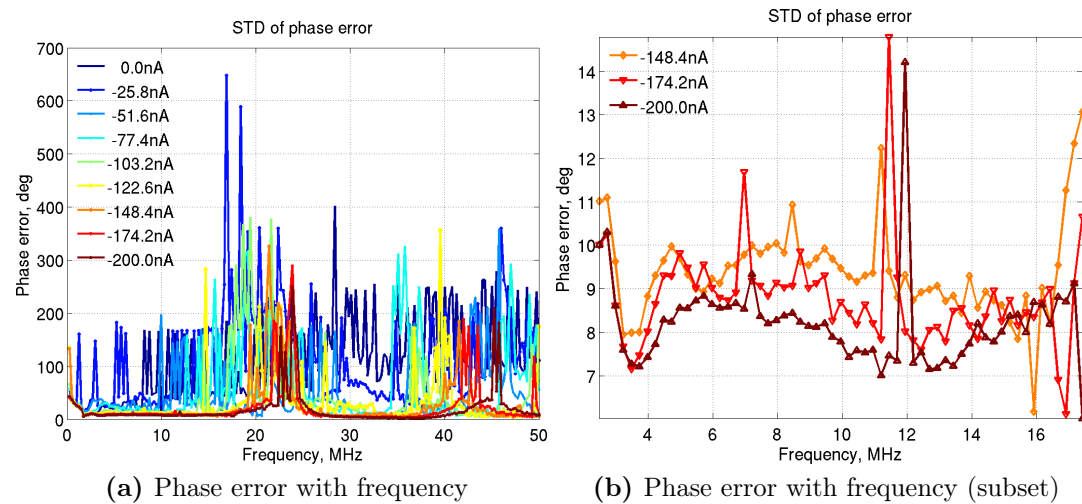 STD of phase error
700
600
500
400
300
200
100
0
Phase error, deg
0.0nA
-25.8nA
-51.6nA
-77.4nA
-103.2nA
-122.6nA
-148.4nA
-174.2nA
-200.0nA
0 10 20 30 40 50
Frequency, MHz
(a) Phase error with frequency
STD of phase error
14
13
12
11
10
9
8
7
Phase error, deg
-148.4nA
-174.2nA
-200.0nA
4 6 8 10 12 14 16
Frequency, MHz
(b) Phase error with frequency (subset)